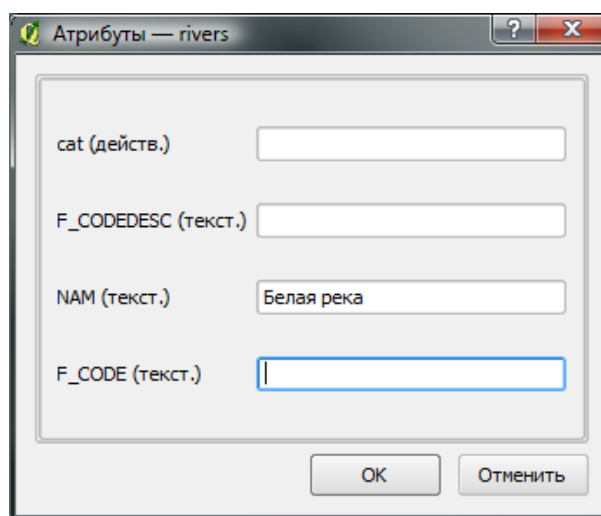 Атрибуты — rivers
cat (действ.)
F_CODEDESC (текст.)
NAM (текст.) Белая река
F_CODE (текст.)
OK Отменить